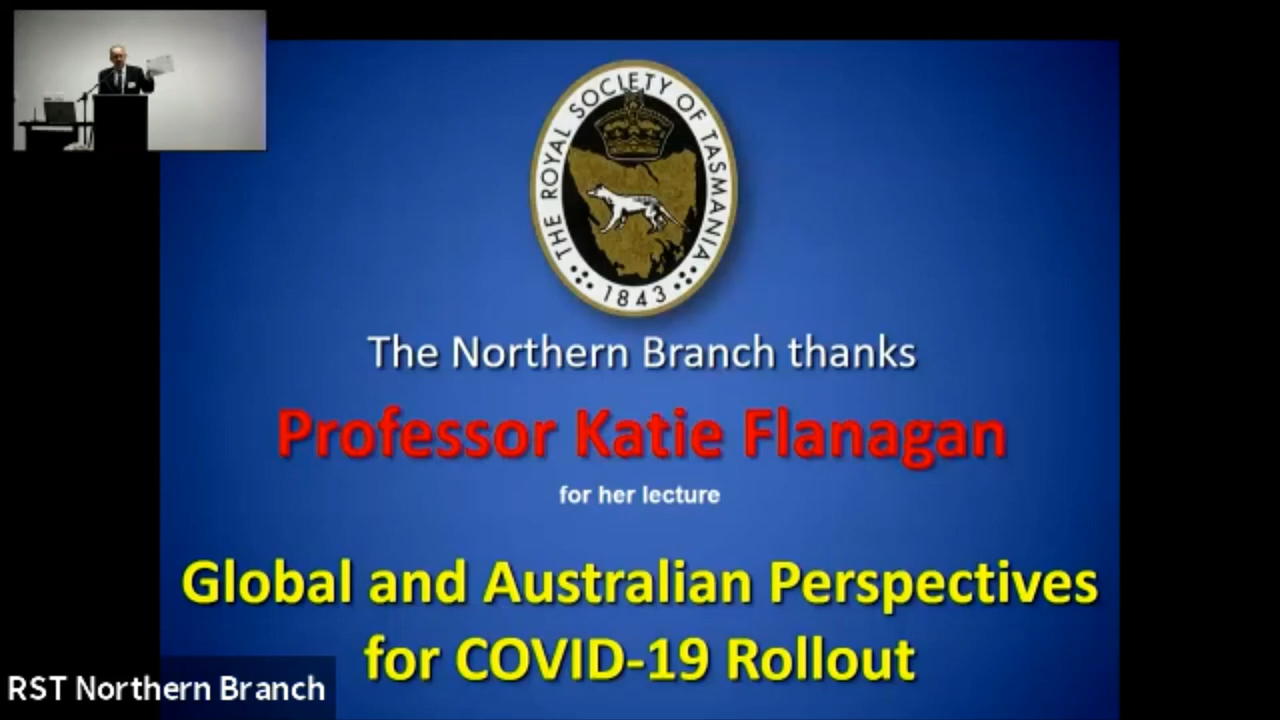 THE ROYAL SOCIETY OF TASMANIA
1843
The Northern Branch thanks
Professor Katie Flanagan
for her lecture
Global and Australian Perspectives
for COVID-19 Rollout
RST Northern Branch